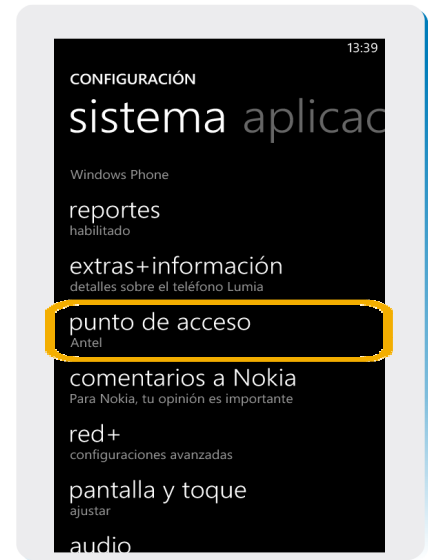 13:39
CONFIGURACIÓN
sistema aplicac
Windows Phone
reportes
habilitado
extras+información
detalles sobre el teléfono Lumia
punto de acceso
Antel
comentarios a Nokia
Para Nokia, tu opinión es importante
red+
configuraciones avanzadas
pantalla y toque
ajustar
audio